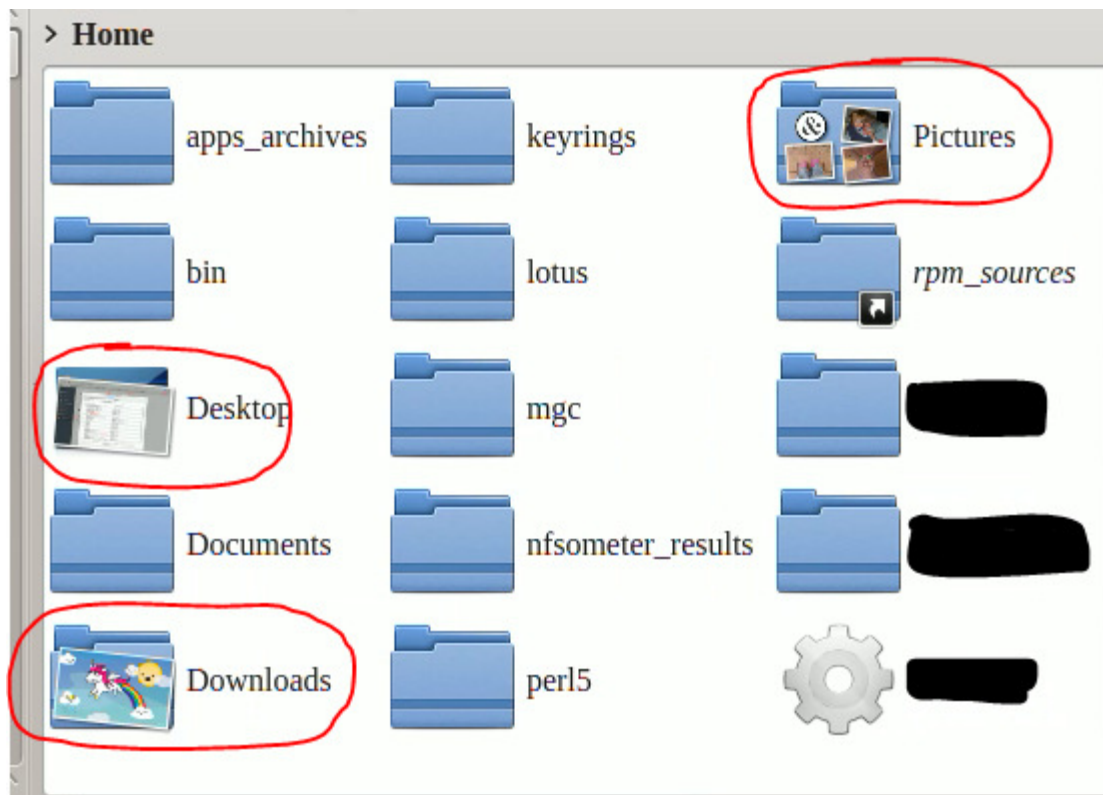 > Home
apps_archives
keyrings
Pictures
bin
lotus
rpm_sources
Desktop
mgc
Documents
nfsometer_results
Downloads
perl5